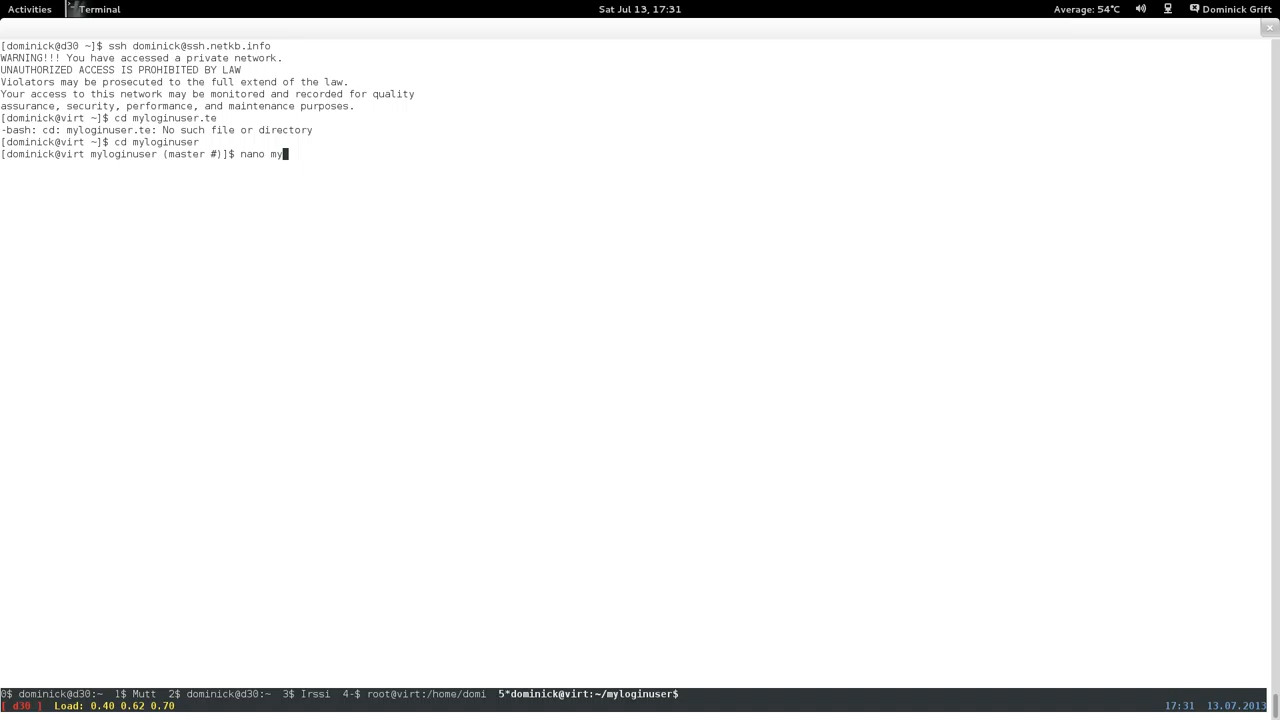 Activities Terminal Sat Jul 13, 17:31 Average: 54°C Dominick Grift
[dominick@d30 ~]$ ssh dominick@ssh.netkb.info
WARNING!!! You have accessed a private network.
UNAUTHORIZED ACCESS IS PROHIBITED BY LAW
Violators may be prosecuted to the full extend of the law.
Your access to this network may be monitored and recorded for quality
assurance, security, performance, and maintenance purposes.
[dominick@virt ~]$ cd myloginuser.te
-bash: cd: myloginuser.te: No such file or directory
[dominick@virt ~]$ cd myloginuser
[dominick@virt myloginuser (master #)]$ nano my
0$ dominick@d30:~ 1$ Mutt 2$ dominick@d30:~ 3$ Irssi 4-$ root@virt:/home/domi 5*dominick@virt:~/myloginuser$
[ d30 ] Load: 0.40 0.62 0.70 17:31 13.07.2013